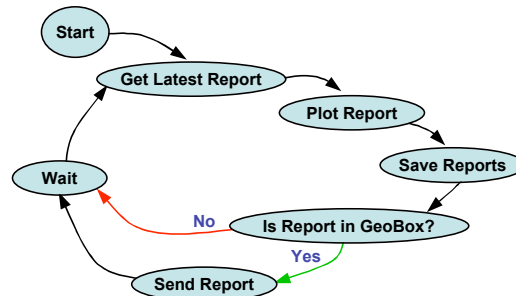 Start
Get Latest Report
Plot Report
Save Reports
Wait
No
Is Report in GeoBox?
Yes
Send Report